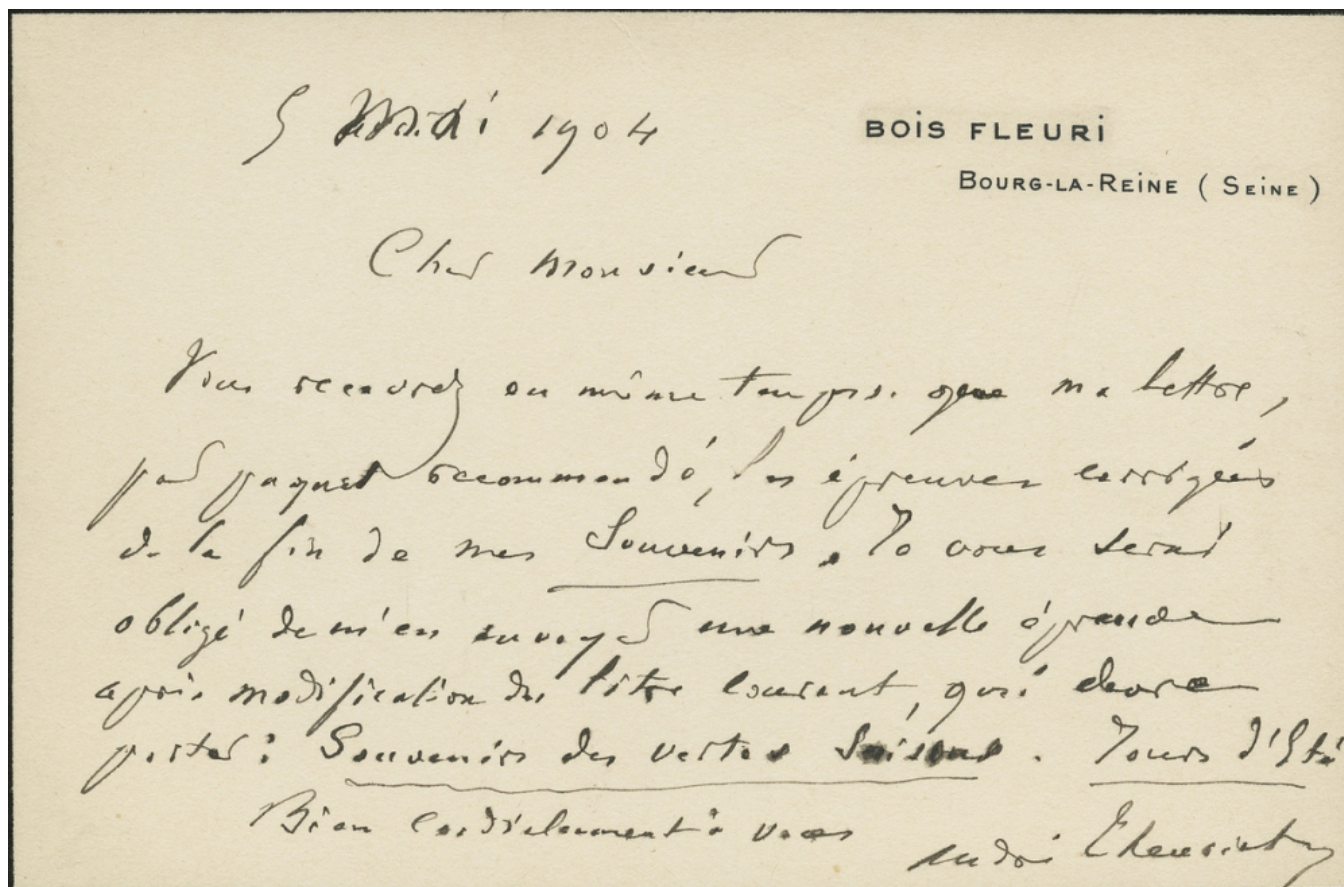 5 1904
BOIS FLEURI
BOURG-LA-REINE ( SEINE )
Cher Monsieur
Vous recevrez en même temps que ma lettre,
par paquet recommandé, les épreuves corrigées
de la fin de mes Souvenirs. Je vous serai
obligé de m'en envoyer une nouvelle épreuve
après modification du titre courant, qui devra
porter : Souvenirs des vertes Saisons. Jours d'Eté
Bien cordialement à vous
André Theuriet